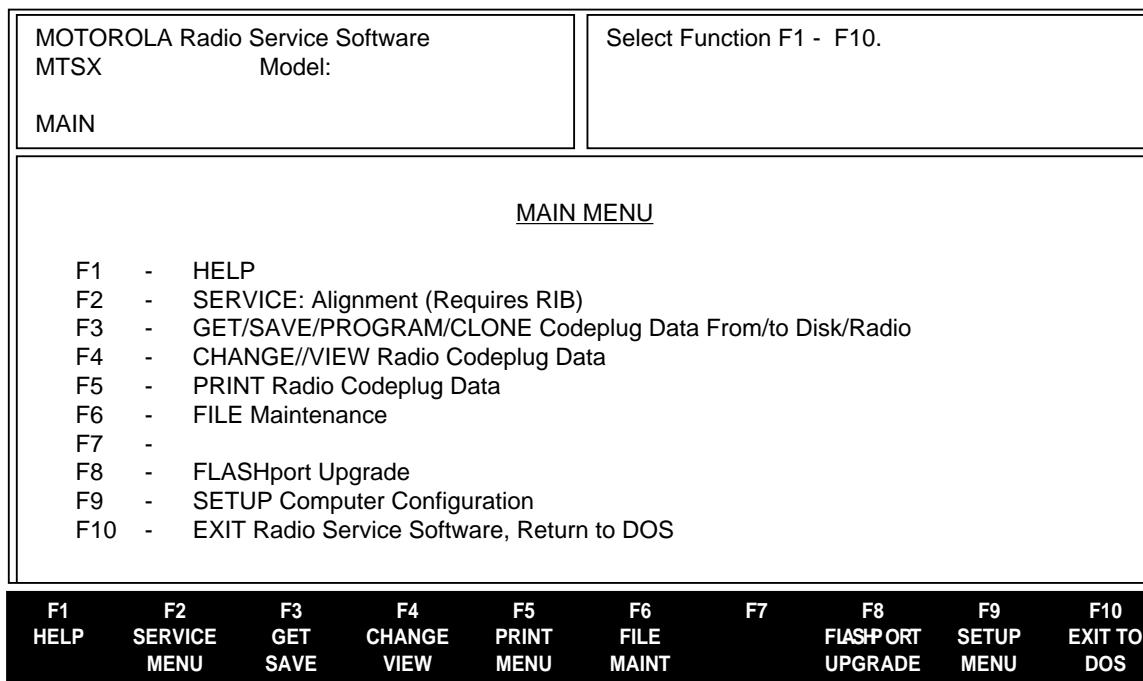 MOTOROLA Radio Service Software
MTSX Model:
MAIN
Select Function F1 - F10.
MAIN MENU
F1 - HELP
F2 - SERVICE: Alignment (Requires RIB)
F3 - GET/SAVE/PROGRAM/CLONE Codeplug Data From/to Disk/Radio
F4 - CHANGE//VIEW Radio Codeplug Data
F5 - PRINT Radio Codeplug Data
F6 - FILE Maintenance
F7 -
F8 - FLASHport Upgrade
F9 - SETUP Computer Configuration
F10 - EXIT Radio Service Software, Return to DOS
F1 F2 F3 F4 F5 F6 F7 F8 F9 F10
HELP SERVICE GET CHANGE PRINT FILE FLASHPORT SETUP EXIT TO
MENU SAVE VIEW MENU MAINT UPGRADE MENU DOS